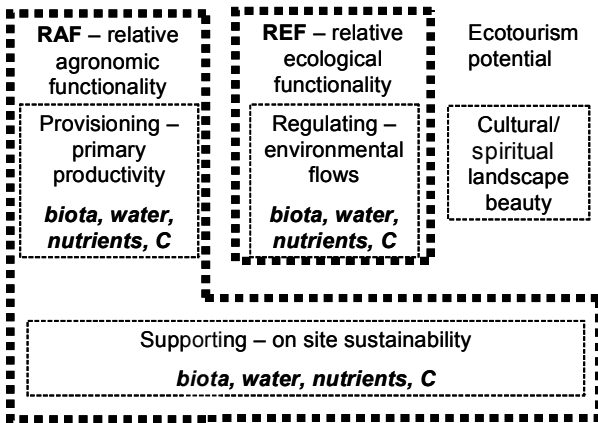 RAF – relative
agronomic
functionality
Provisioning –
primary
productivity
biota, water,
nutrients, C
REF – relative
ecological
functionality
Regulating –
environmental
flows
biota, water,
nutrients, C
Ecotourism
potential
Cultural/
spiritual
landscape
beauty
Supporting – on site sustainability
biota, water, nutrients, C